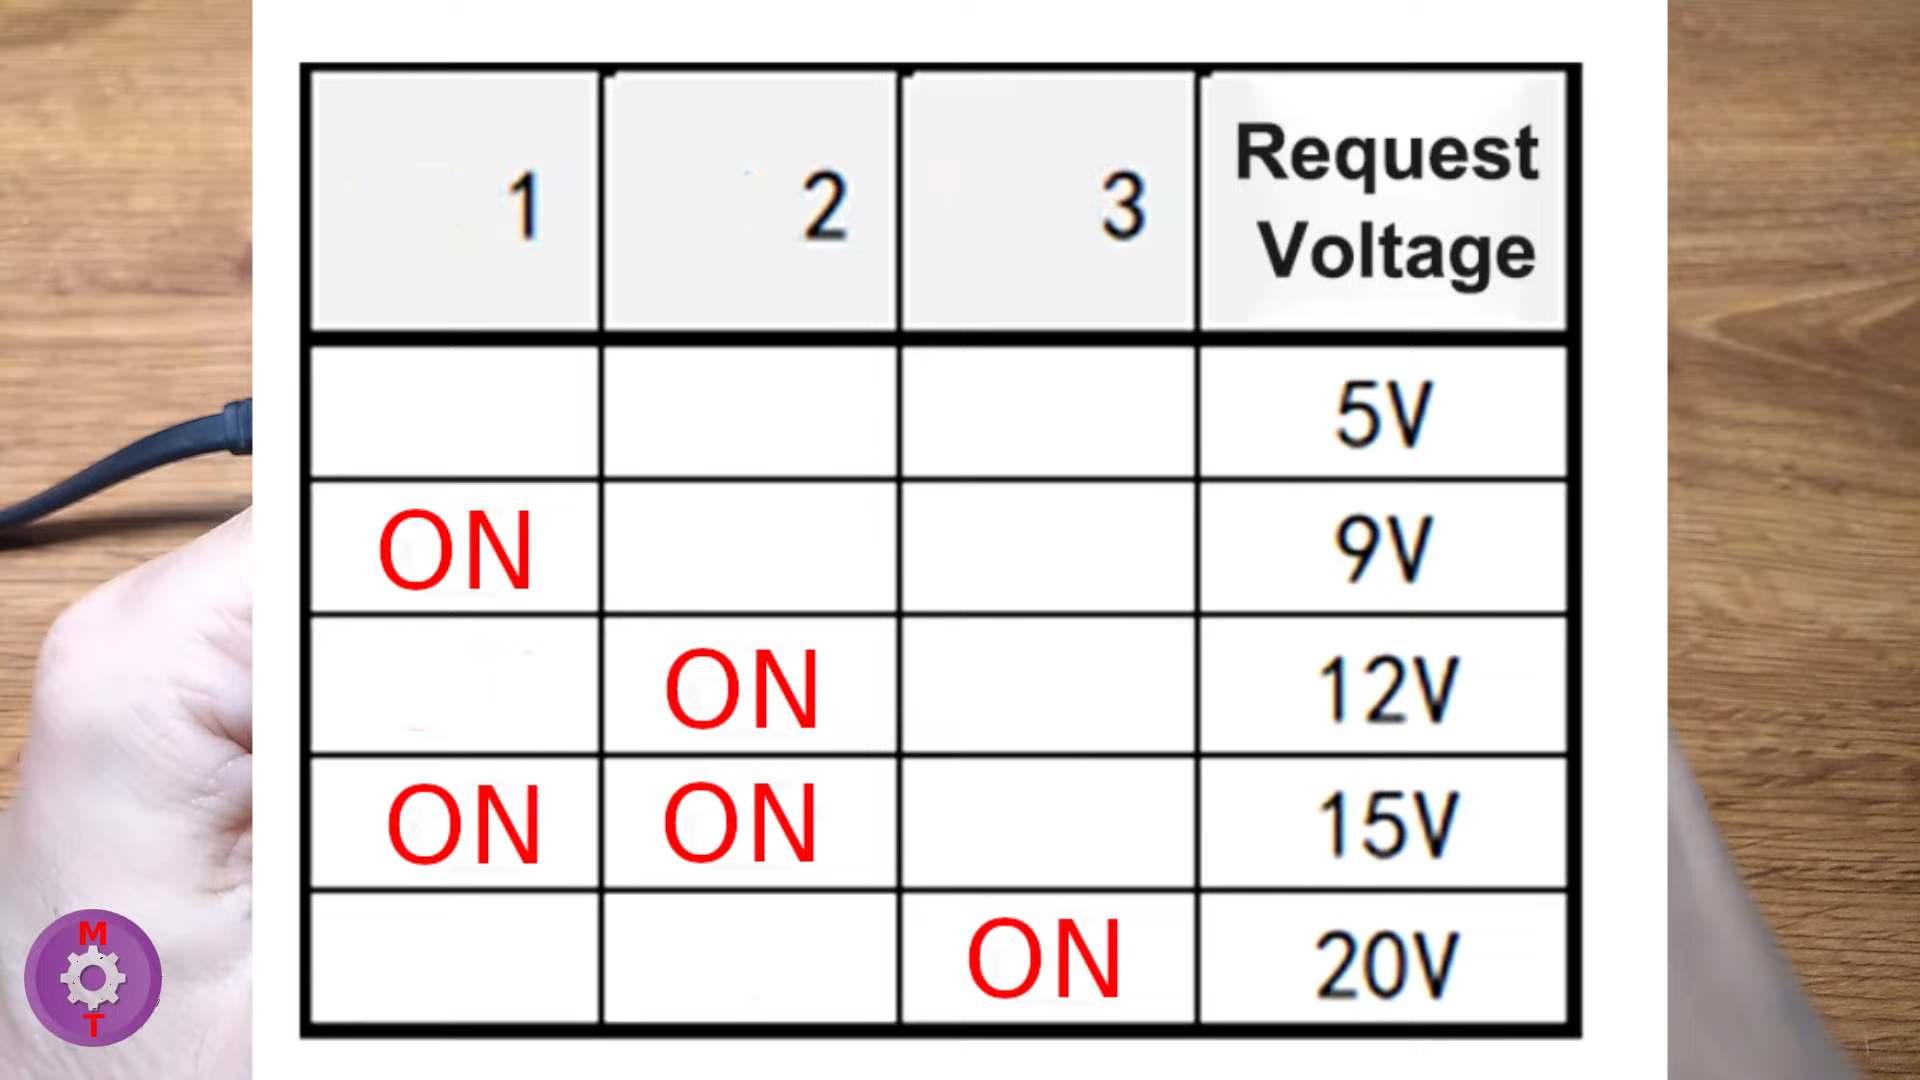 1 2 3 Request
Voltage
5V
ON 9V
ON 12V
ON ON 15V
ON 20V
M
T